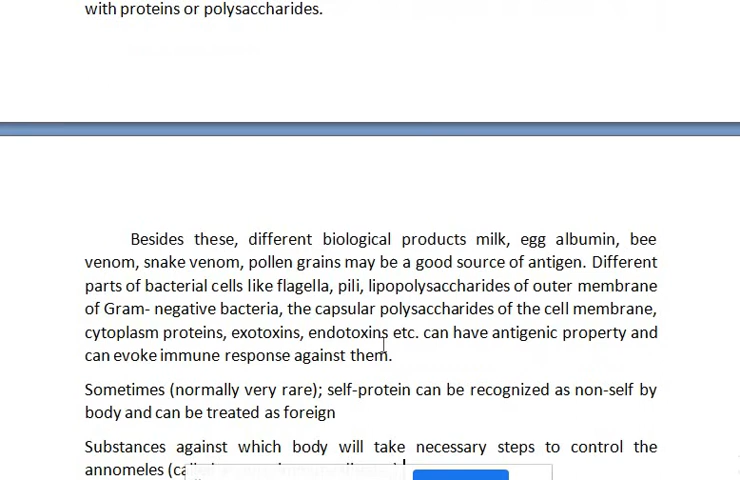 with proteins or polysaccharides.
Besides these, different biological products milk, egg albumin, bee
venom, snake venom, pollen grains may be a good source of antigen. Different
parts of bacterial cells like flagella, pili, lipopolysaccharides of outer membrane
of Gram- negative bacteria, the capsular polysaccharides of the cell membrane,
cytoplasm proteins, exotoxins, endotoxins etc. can have antigenic property and
can evoke immune response against them.
Sometimes (normally very rare); self-protein can be recognized as non-self by
body and can be treated as foreign
Substances against which body will take necessary steps to control the
annomeles